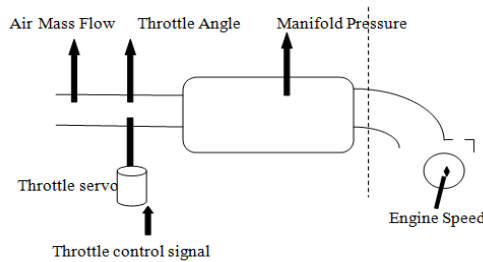 Air Mass Flow
Throttle Angle
Manifold Pressure
Throttle servo
Engine Speed
Throttle control signal